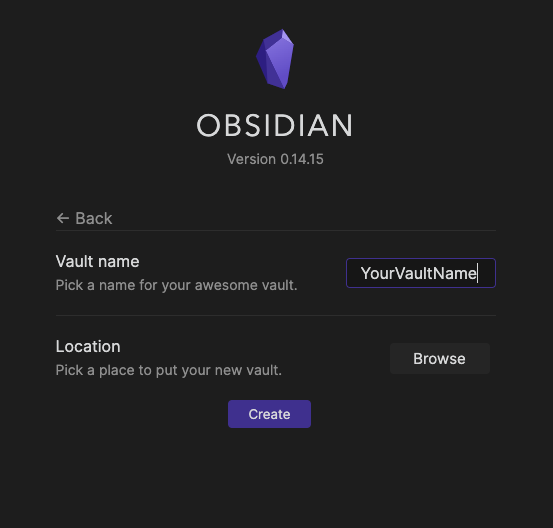 OBSIDIAN
Version 0.14.15
← Back
Vault name
Pick a name for your awesome vault.
YourVaultName
Location
Pick a place to put your new vault.
Browse
Create